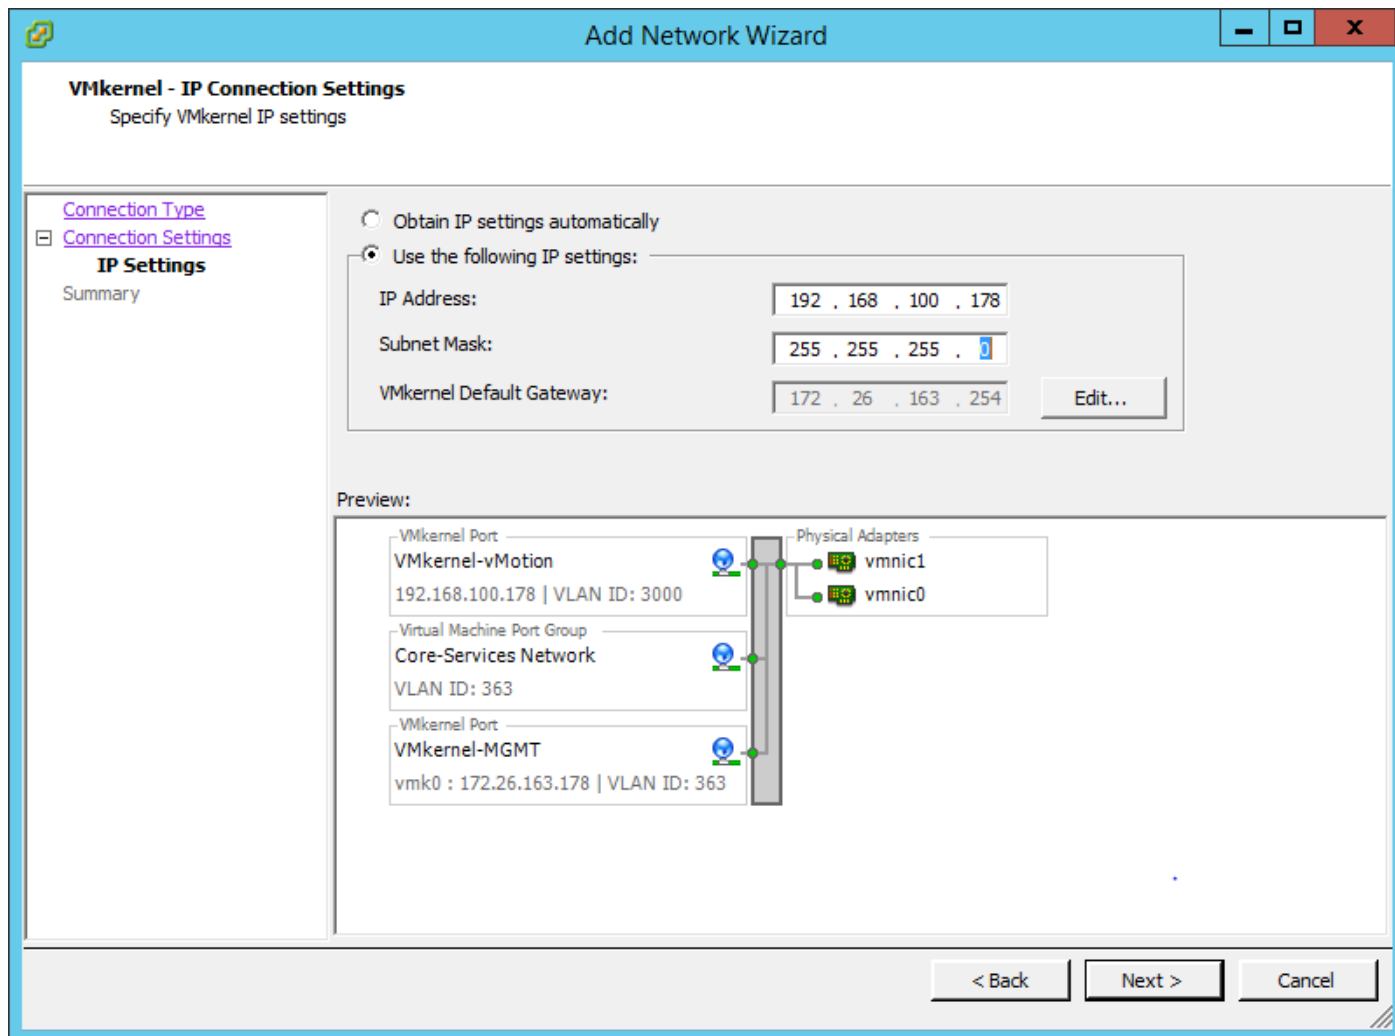 Add Network Wizard
VMkernel - IP Connection Settings
Specify VMkernel IP settings
Connection Type
Connection Settings
IP Settings
Summary
Obtain IP settings automatically
Use the following IP settings:
IP Address: 192 . 168 . 100 . 178
Subnet Mask: 255 . 255 . 255 . 0
VMkernel Default Gateway: 172 . 26 . 163 . 254 Edit...
Preview:
VMkernel Port
VMkernel-vMotion
192.168.100.178 | VLAN ID: 3000
Virtual Machine Port Group
Core-Services Network
VLAN ID: 363
VMkernel Port
VMkernel-MGMT
vmk0 : 172.26.163.178 | VLAN ID: 363
Physical Adapters
vmnic1
vmnic0
< Back Next > Cancel